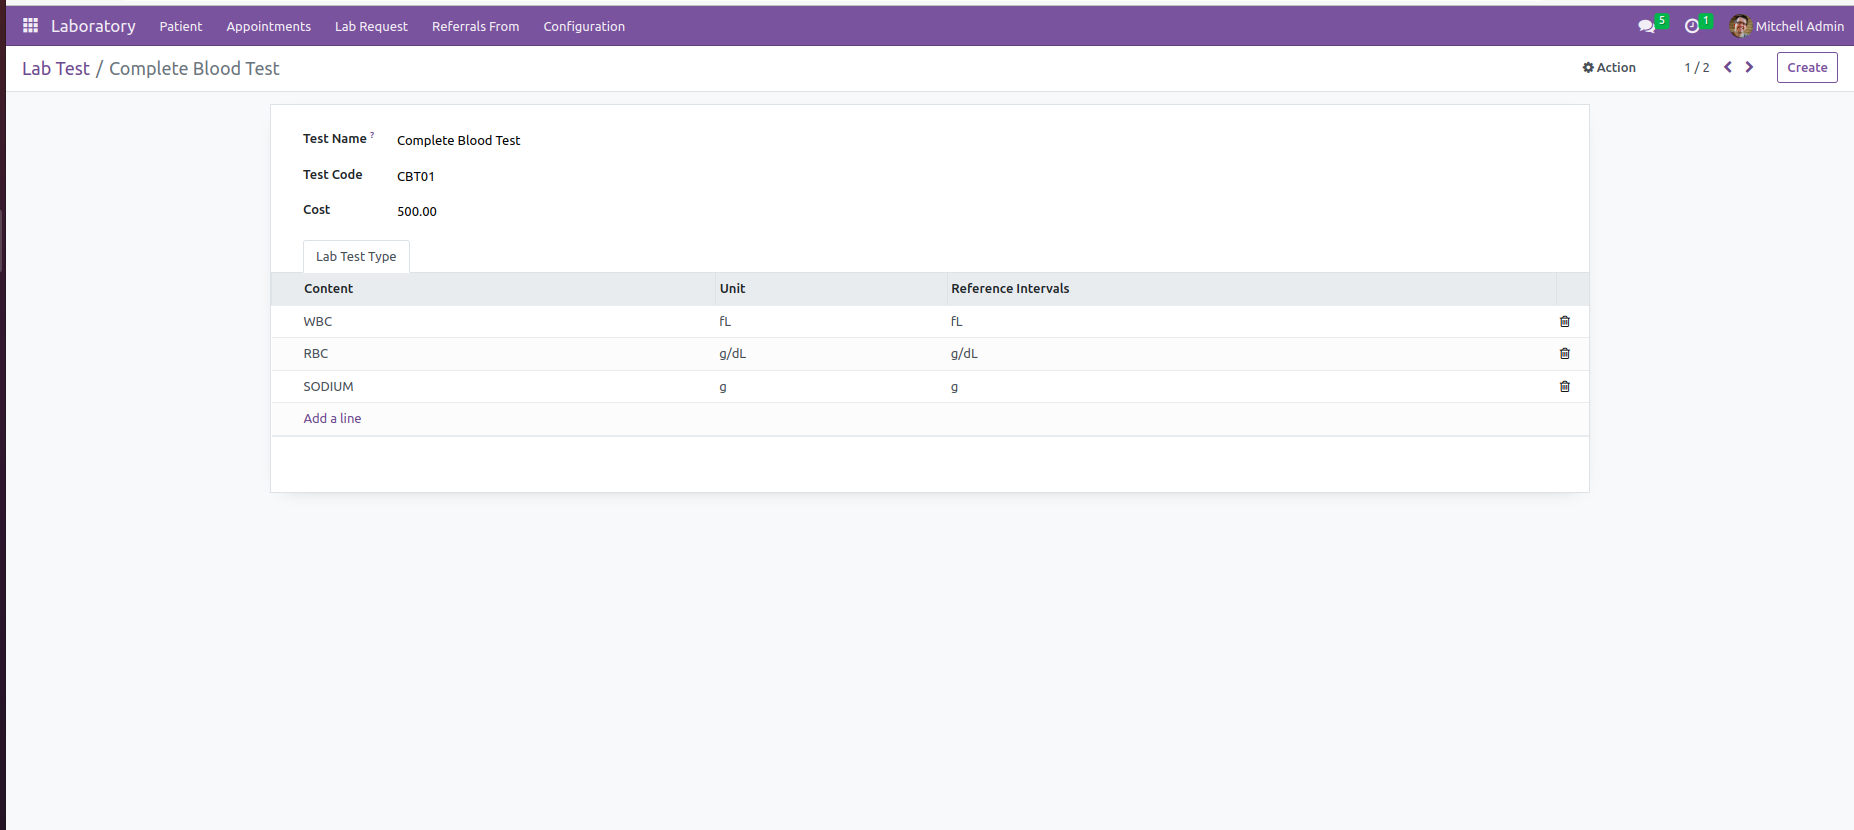 Laboratory Patient Appointments Lab Request Referrals From Configuration 5 1 Mitchell Admin
Lab Test / Complete Blood Test Action 1 / 2 Create
Test Name ? Complete Blood Test
Test Code CBT01
Cost 500.00
Lab Test Type
Content Unit Reference Intervals
WBC fL fL
RBC g/dL g/dL
SODIUM g g
Add a line